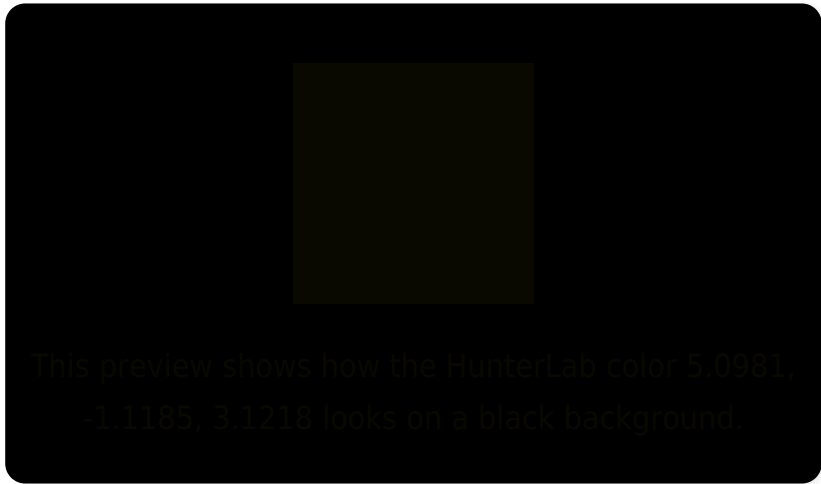 This preview shows how the HunterLab color 5.0981,
-1.1185, 3.1218 looks on a black background.